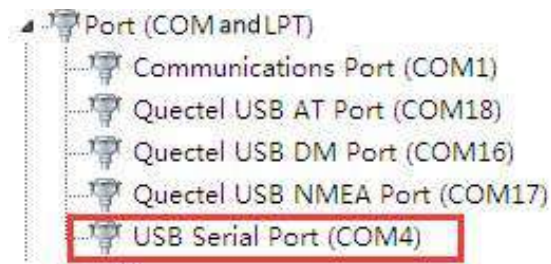 Port (COM and LPT)
Communications Port (COM1)
Quectel USB AT Port (COM18)
Quectel USB DM Port (COM16)
Quectel USB NMEA Port (COM17)
USB Serial Port (COM4)